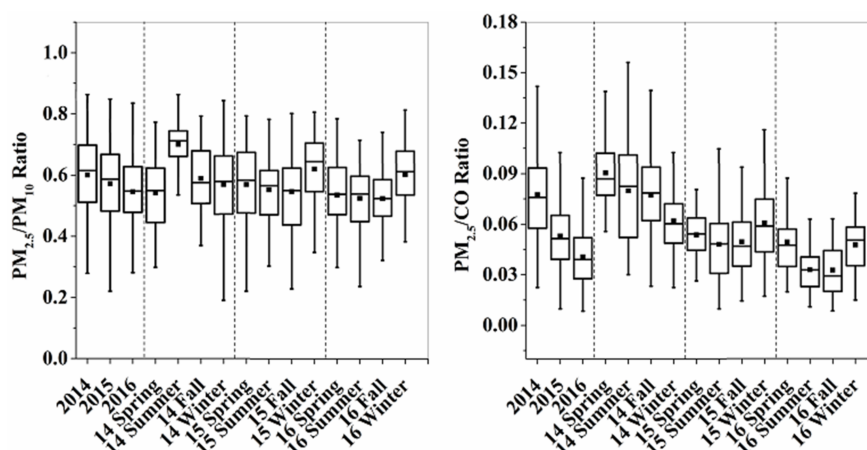 PM2.5/PM10 Ratio
1.0
0.8
0.6
0.4
0.2
0.0
2014
2015
2016
14 Spring
14 Summer
14 Fall
14 Winter
15 Spring
15 Summer
15 Fall
15 Winter
16 Spring
16 Summer
16 Fall
16 Winter
PM2.5/CO Ratio
0.18
0.15
0.12
0.09
0.06
0.03
0.00
2014
2015
2016
14 Spring
14 Summer
14 Fall
14 Winter
15 Spring
15 Summer
15 Fall
15 Winter
16 Spring
16 Summer
16 Fall
16 Winter